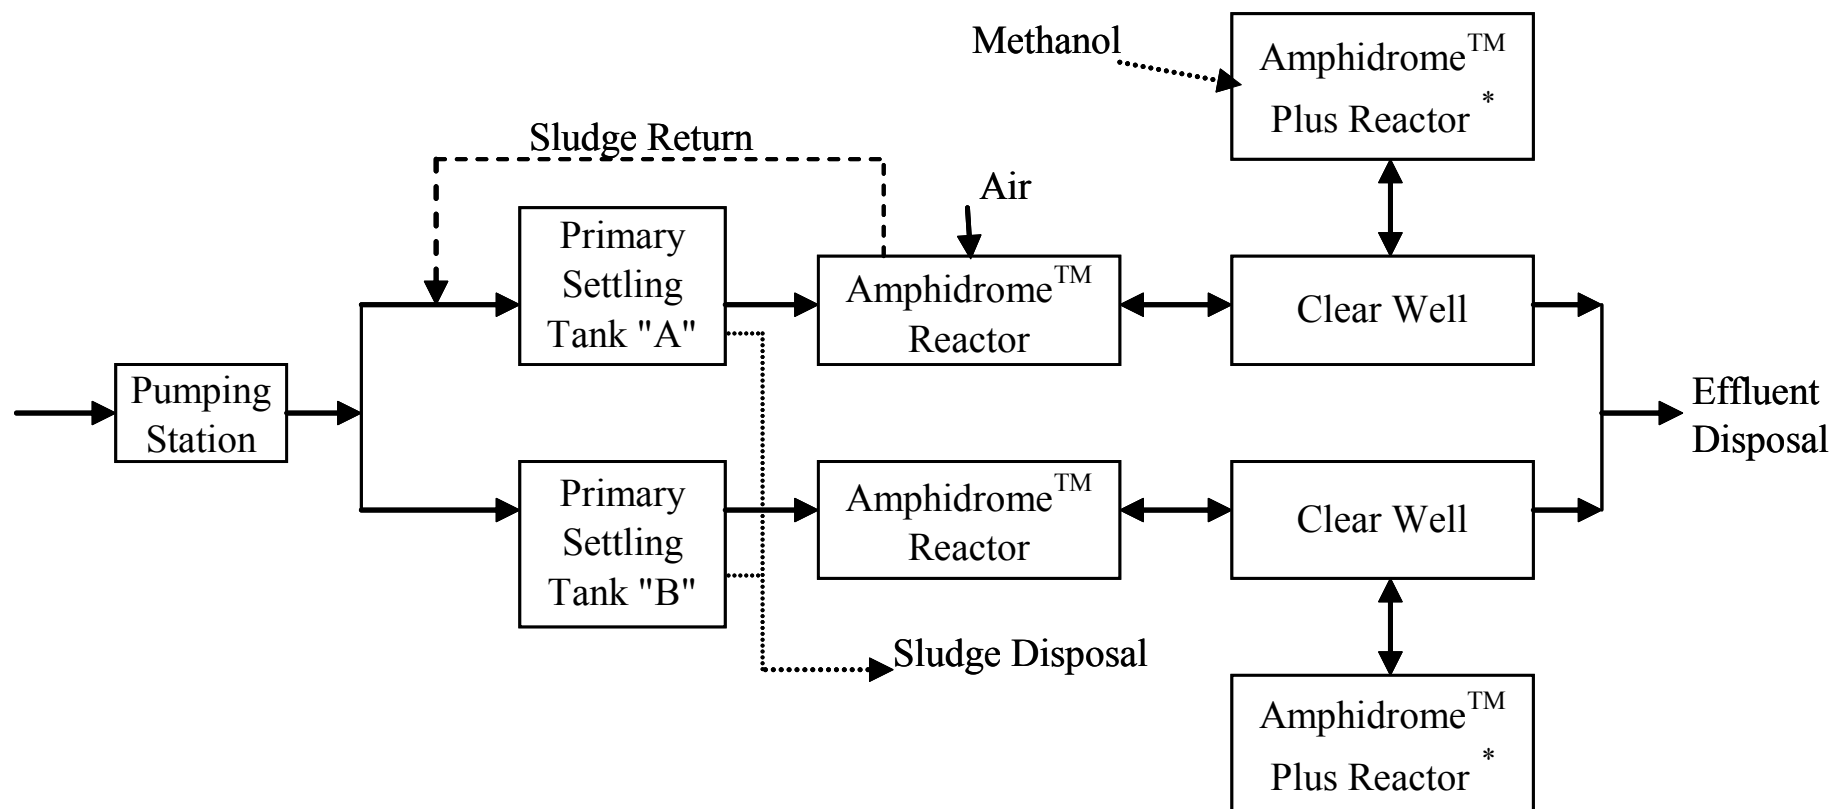 Methanol
Amphidrome™
Plus Reactor *
Sludge Return
Air
Primary
Settling
Tank "A"
Amphidrome™
Reactor
Clear Well
Pumping
Station
Effluent
Disposal
Primary
Settling
Tank "B"
Amphidrome™
Reactor
Clear Well
Sludge Disposal
Amphidrome™
Plus Reactor *